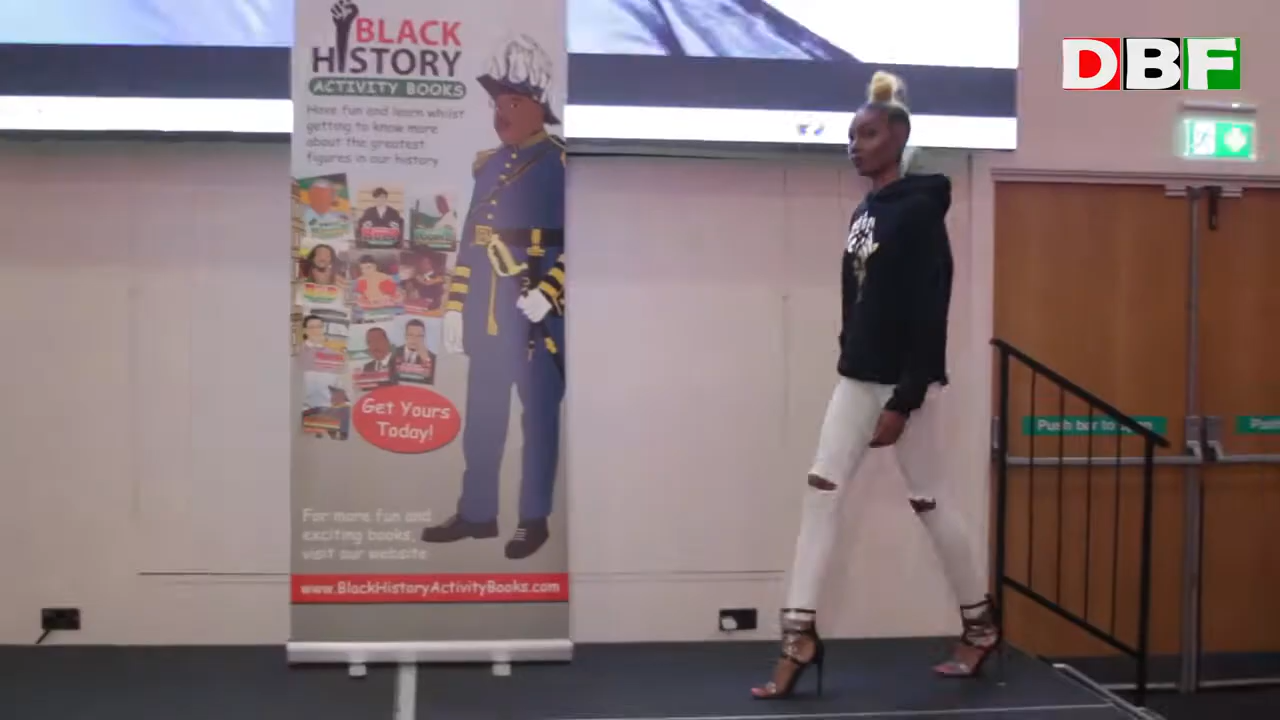 BLACK
HISTORY
ACTIVITY BOOKS
Have fun and learn whilst
getting to know more
about the greatest
figures in our history
Get Yours
Today!
For more fun and
exciting books,
visit our website
www.BlackHistoryActivityBooks.com
DBF
Push bar to open
Push